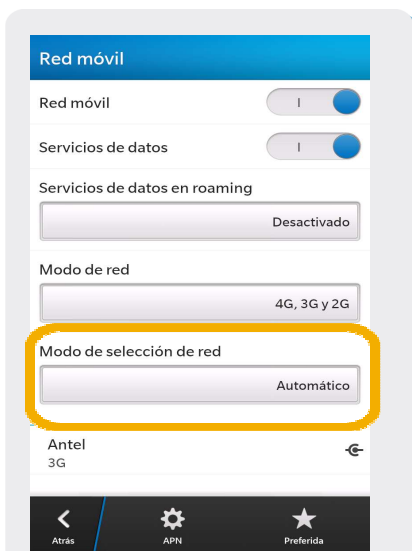 Red móvil
Red móvil
Servicios de datos
Servicios de datos en roaming
Desactivado
Modo de red
4G, 3G y 2G
Modo de selección de red
Automático
Antel
3G
Atrás
APN
Preferida